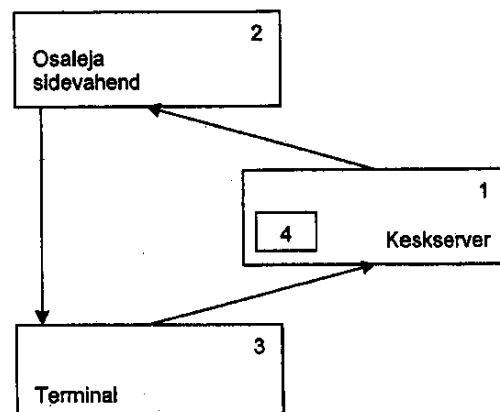 2
Osaleja
sidevahend
1
4
Keskserver
3
Terminal